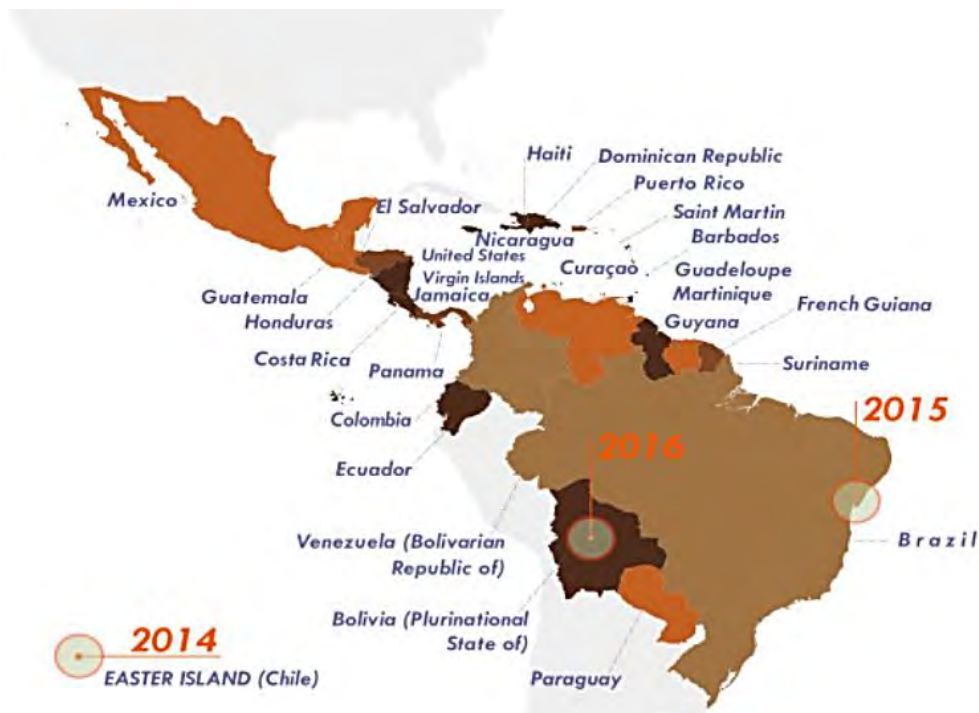 Haiti
Dominican Republic
Puerto Rico
Mexico
El Salvador
Saint Martin
Nicaragua
Barbados
United States
Virgin Islands
Curaçao
Jamaica
Guadeloupe
Martinique
Guatemala
Honduras
Guyana
French Guiana
Costa Rica
Panama
Suriname
Colombia
2015
Ecuador
2016
Venezuela (Bolivarian
Republic of)
Brazil
Bolivia (Plurinational
State of)
2014
EASTER ISLAND (Chile)
Paraguay